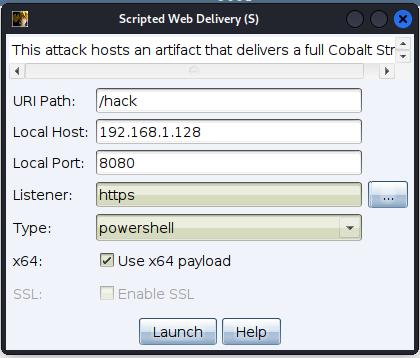 Scripted Web Delivery (S)
This attack hosts an artifact that delivers a full Cobalt Str
URI Path: /hack
Local Host: 192.168.1.128
Local Port: 8080
Listener: https ...
Type: powershell
x64: Use x64 payload
SSL: Enable SSL
Launch Help